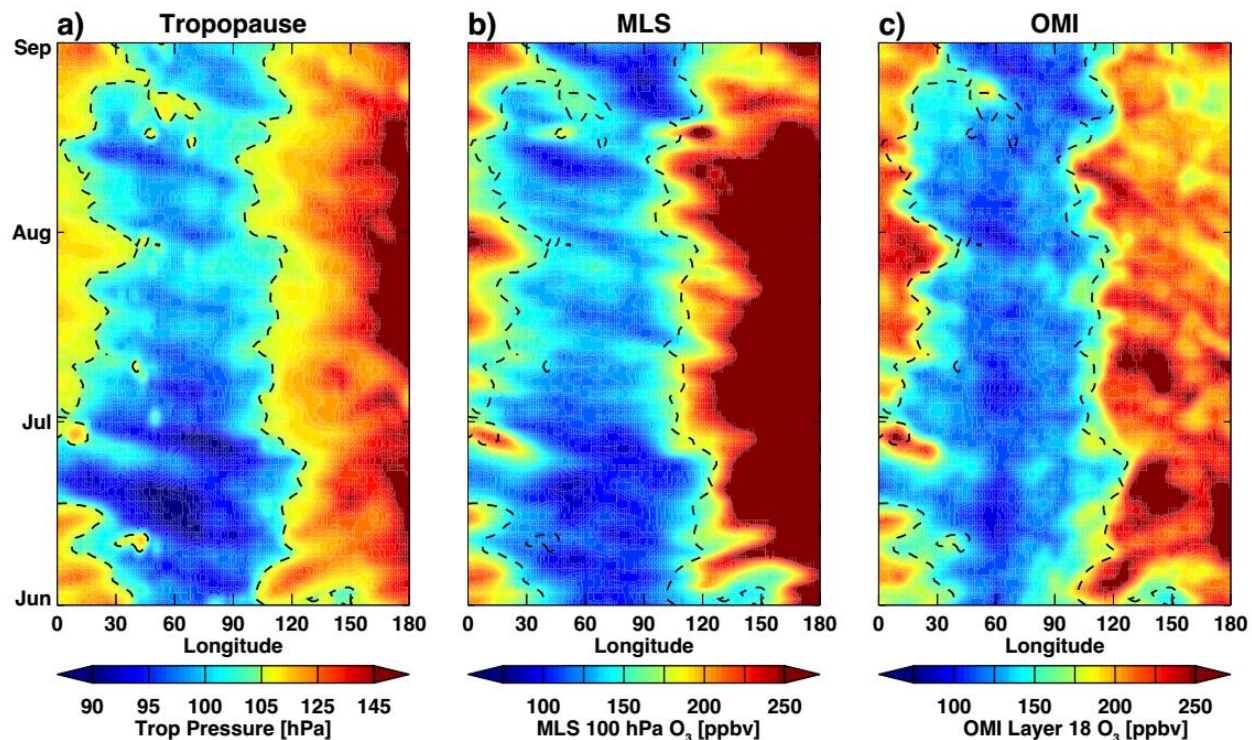 a) Tropopause
b) MLS
c) OMI
Sep
Aug
Jul
Jun
0 30 60 90 120 150 180
0 30 60 90 120 150 180
0 30 60 90 120 150 180
Longitude
Longitude
Longitude
90 95 100 105 125 145
100 150 200 250
100 150 200 250
Trop Pressure [hPa]
MLS 100 hPa O₃ [ppbv]
OMI Layer 18 O₃ [ppbv]